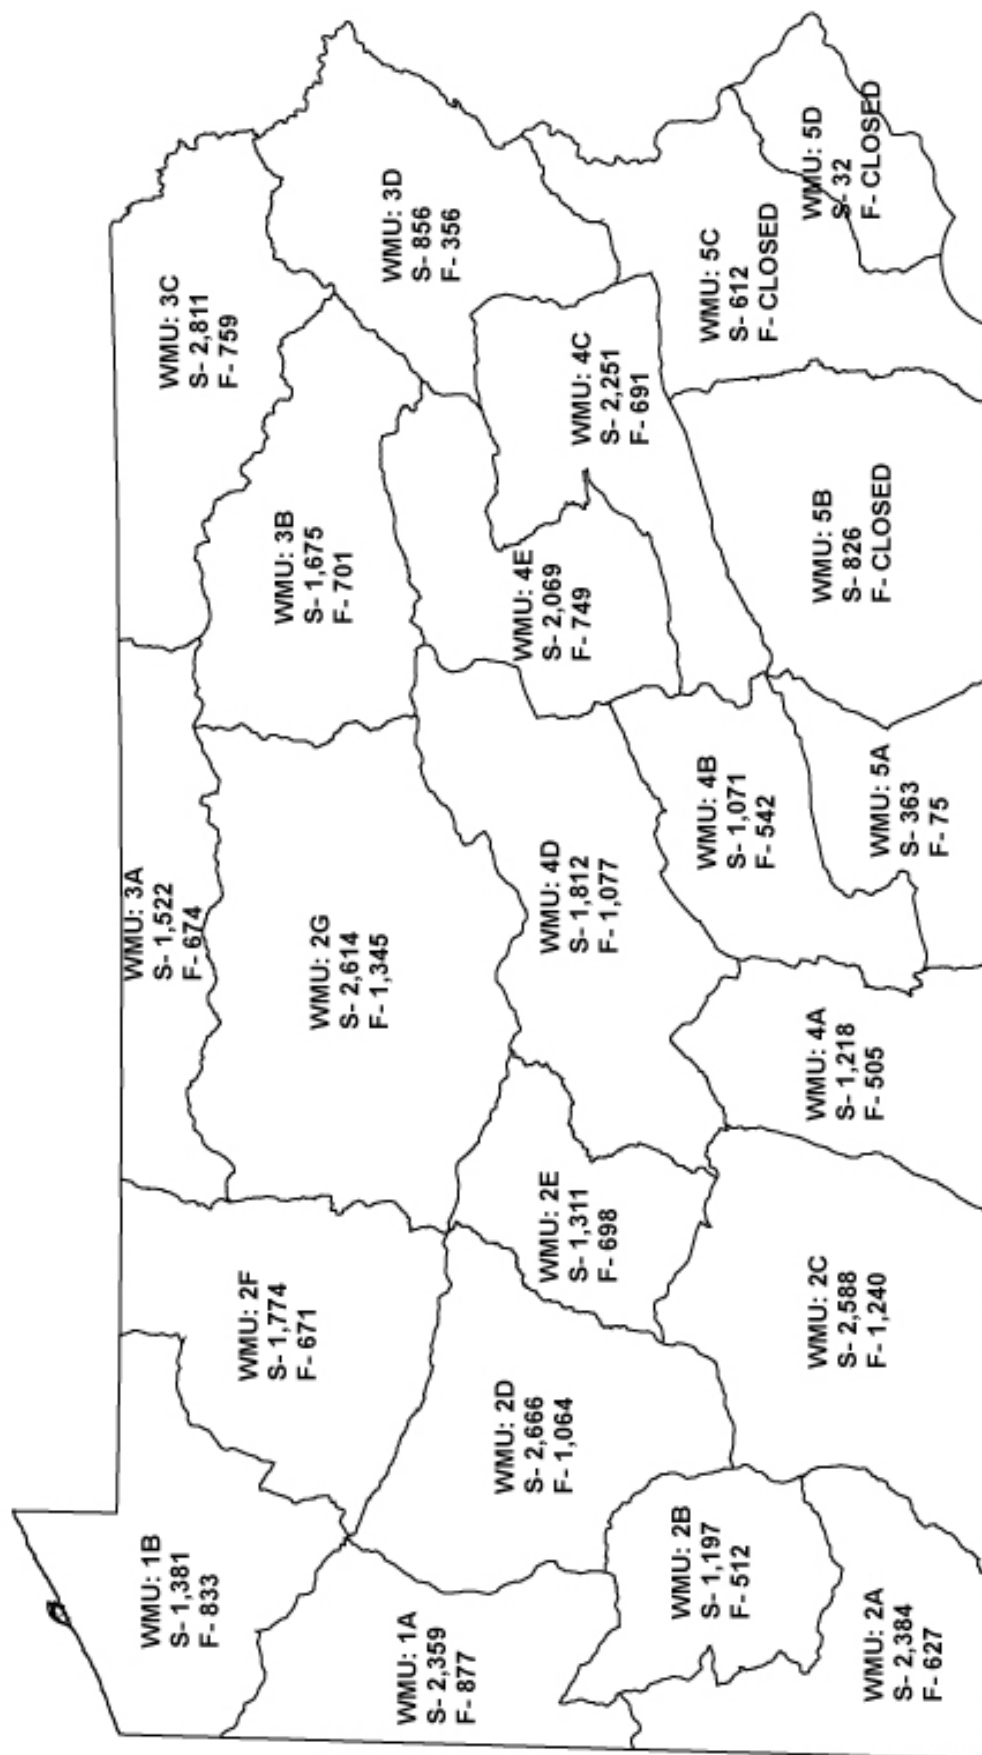 WMU: 1B
S- 1,381
F- 833
WMU: 2F
S- 1,774
F- 671
WMU: 3A
S- 1,522
F- 674
WMU: 3C
S- 2,811
F- 759
WMU: 1A
S- 2,359
F- 877
WMU: 2D
S- 2,666
F- 1,064
WMU: 2G
S- 2,614
F- 1,345
WMU: 3B
S- 1,675
F- 701
WMU: 3D
S- 856
F- 356
WMU: 2E
S- 1,311
F- 698
WMU: 4D
S- 1,812
F- 1,077
WMU: 4E
S- 2,069
F- 749
WMU: 4C
S- 2,251
F- 691
WMU: 2B
S- 1,197
F- 512
WMU: 4B
S- 1,071
F- 542
WMU: 5C
S- 612
F- CLOSED
WMU: 2A
S- 2,384
F- 627
WMU: 2C
S- 2,588
F- 1,240
WMU: 4A
S- 1,218
F- 505
WMU: 5A
S- 363
F- 75
WMU: 5B
S- 826
F- CLOSED
WMU: 5D
S- 32
F- CLOSED